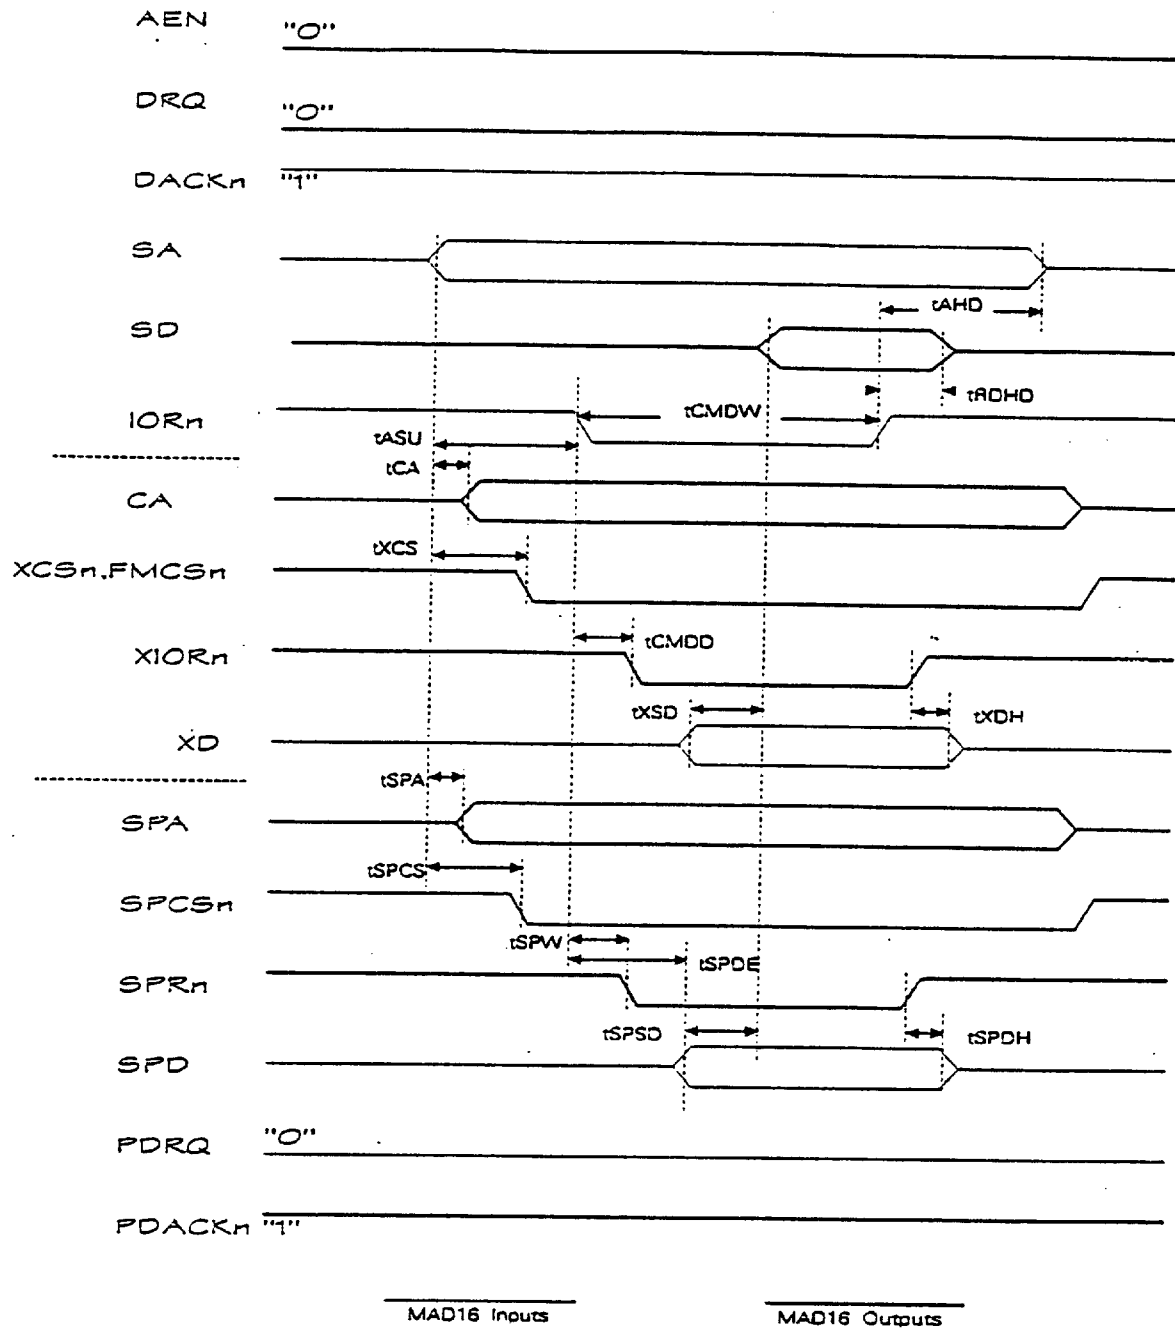 AEN "0"
DRQ "0"
DACKn "1"
SA
tAHD
SD
tRDHD
IORn tCMDW
tASU
tCA
CA
tXCS
XCSn.FMCSn
tCMDD
XIORn
tXSD tXDH
XD
tSPA
SPA
tSPCS
SPCSn
tSPW
tSPDE
SPRn
tSPSD tSPDH
SPD
PDRQ "0"
PDACKn "1"
MAD16 Inputs MAD16 Outputs